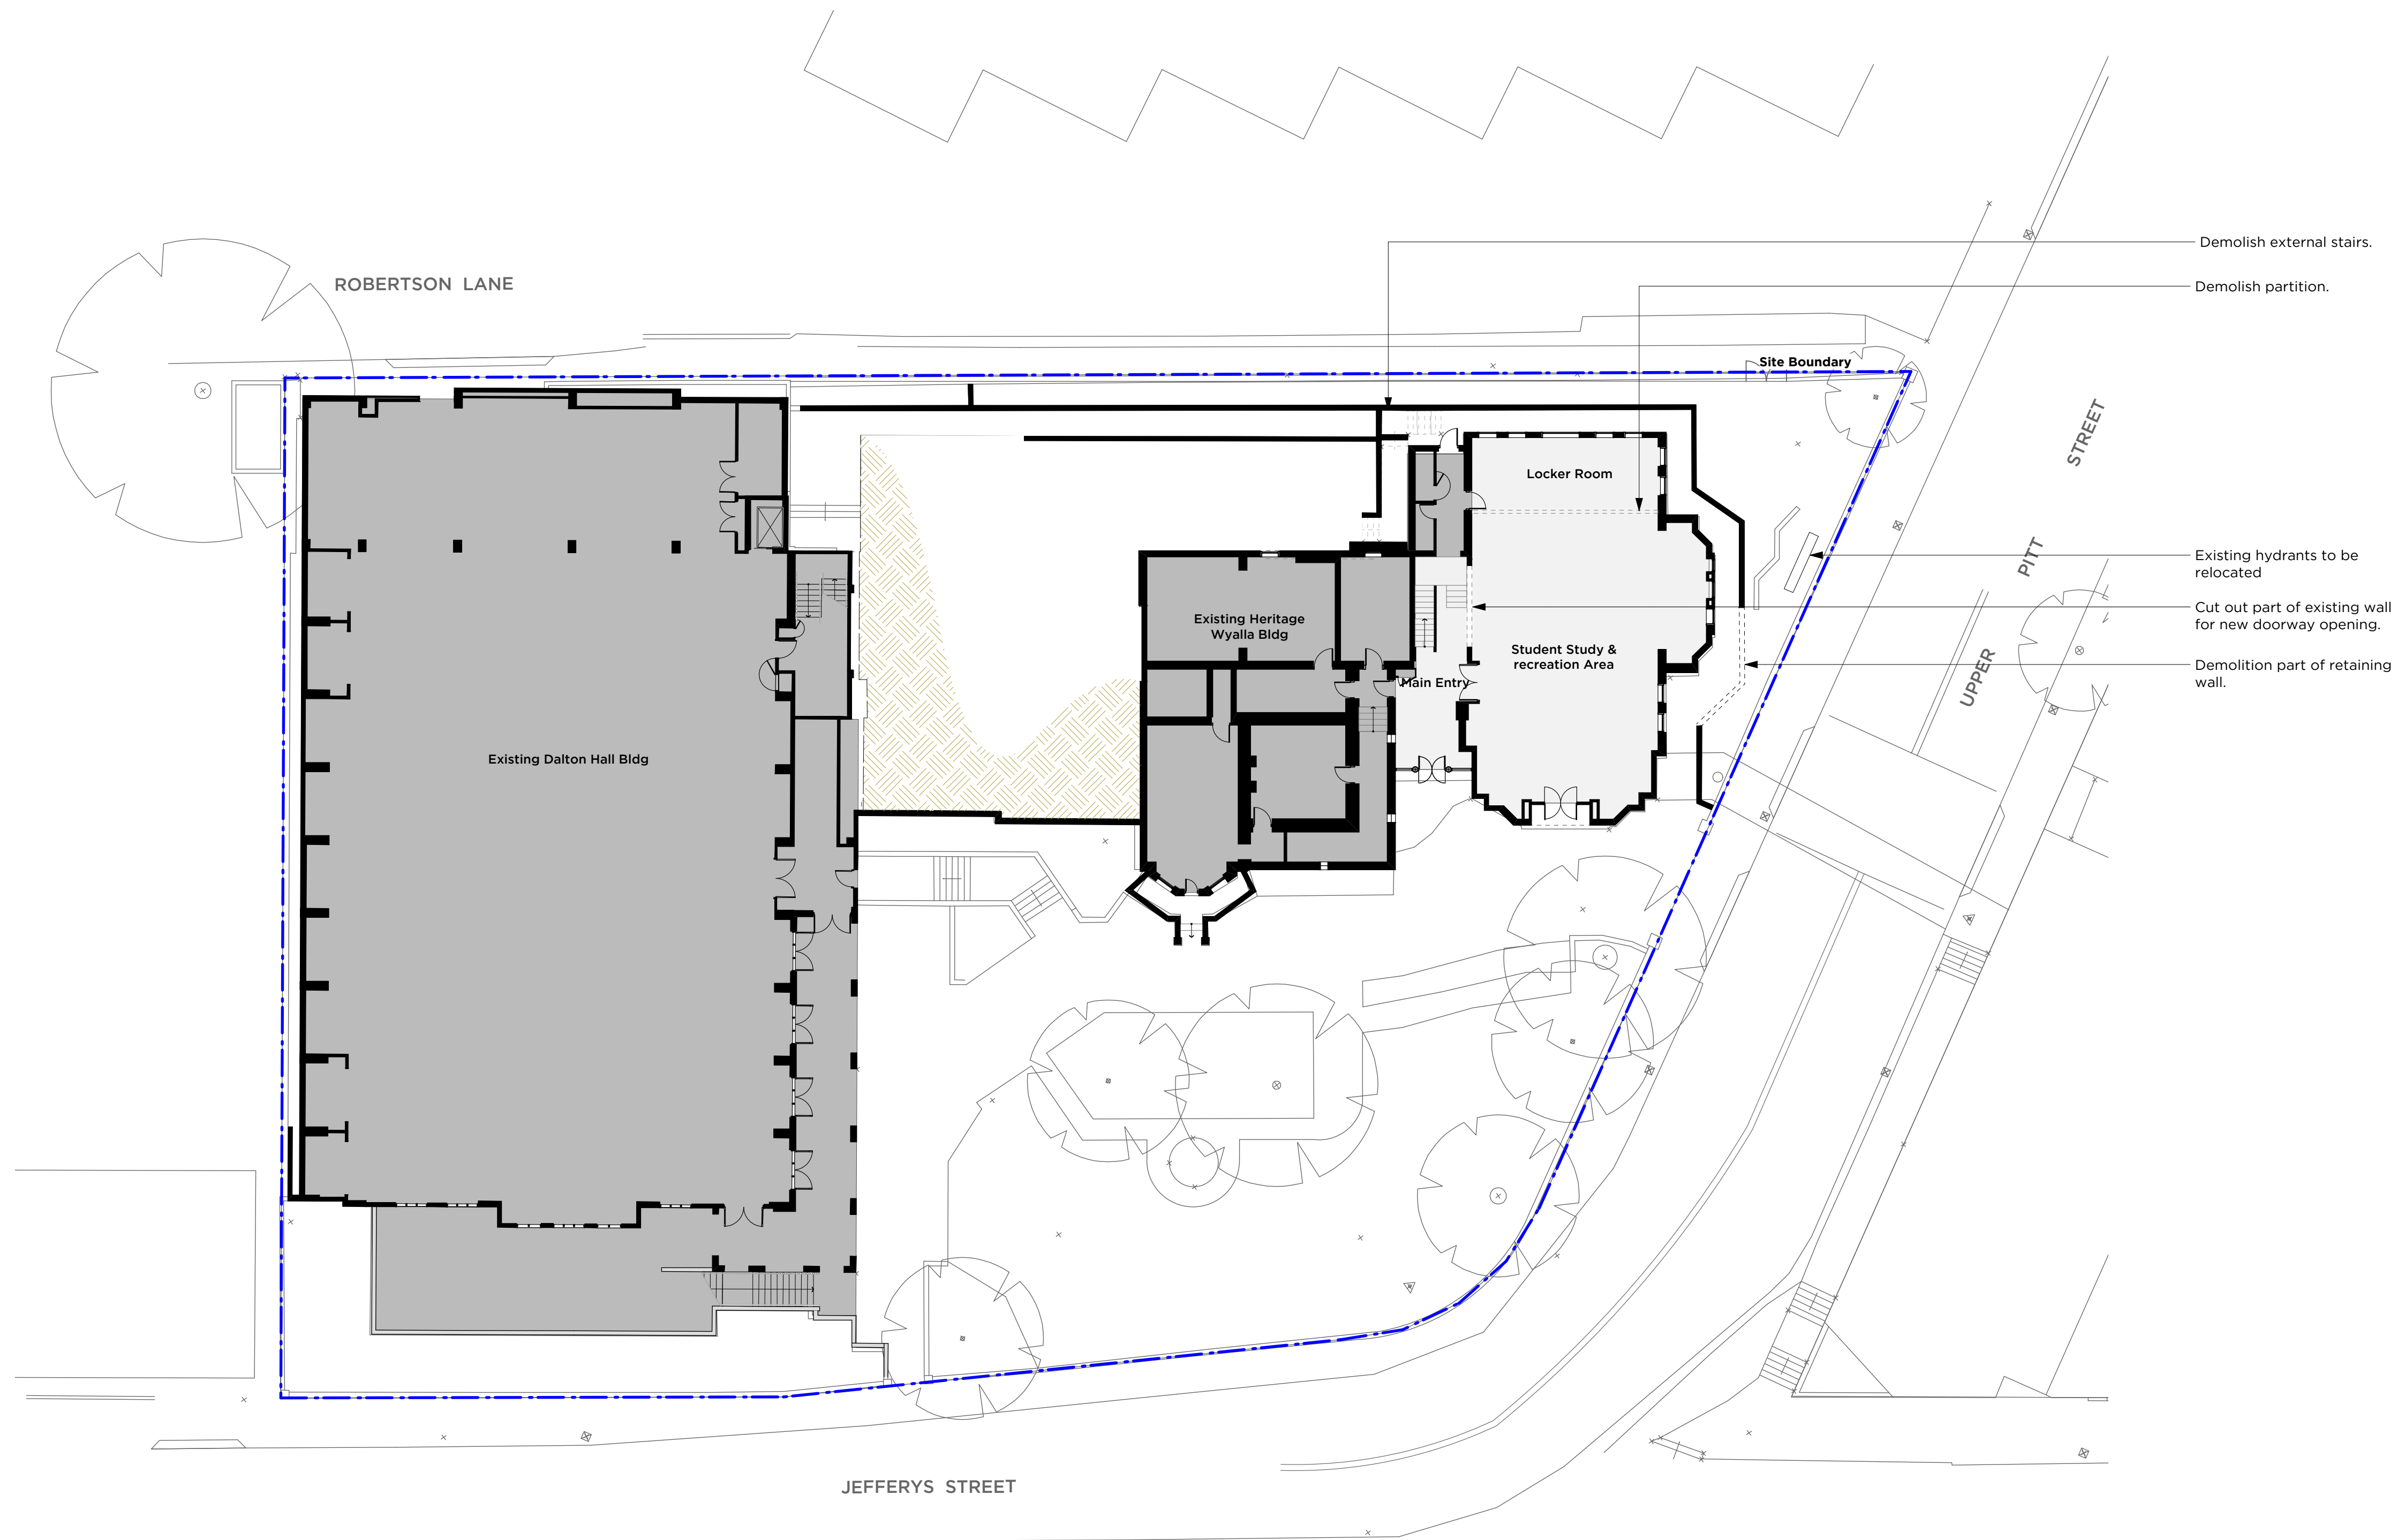 Demolish external stairs.
ROBERTSON LANE
Demolish partition.
Site Boundary
STREET
Locker Room
PITT
Existing hydrants to be
relocated
Existing Heritage
Wyalla Bldg
Cut out part of existing wall
for new doorway opening.
Student Study &
recreation Area
UPPER
Demolition part of retaining
wall.
Main Entry
Existing Dalton Hall Bldg
JEFFERYS STREET